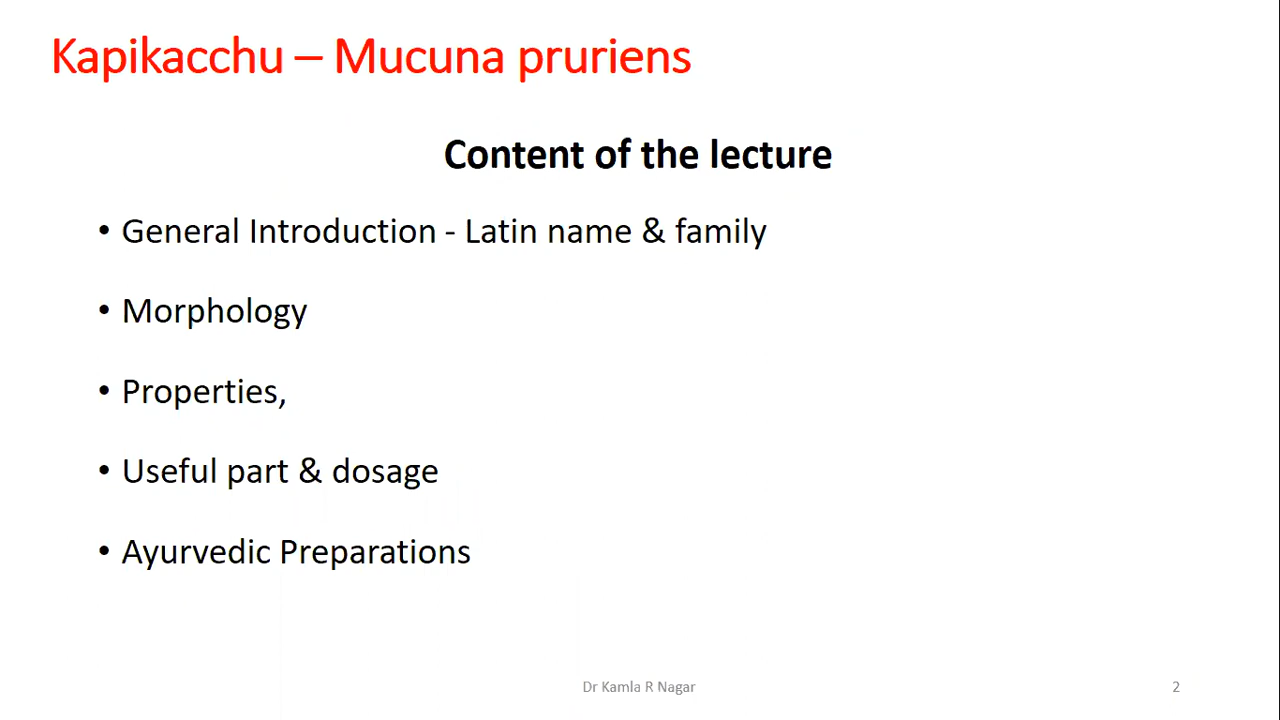 Kapikacchu – Mucuna pruriens
Content of the lecture
• General Introduction - Latin name & family
• Morphology
• Properties,
• Useful part & dosage
• Ayurvedic Preparations
Dr Kamla R Nagar
2